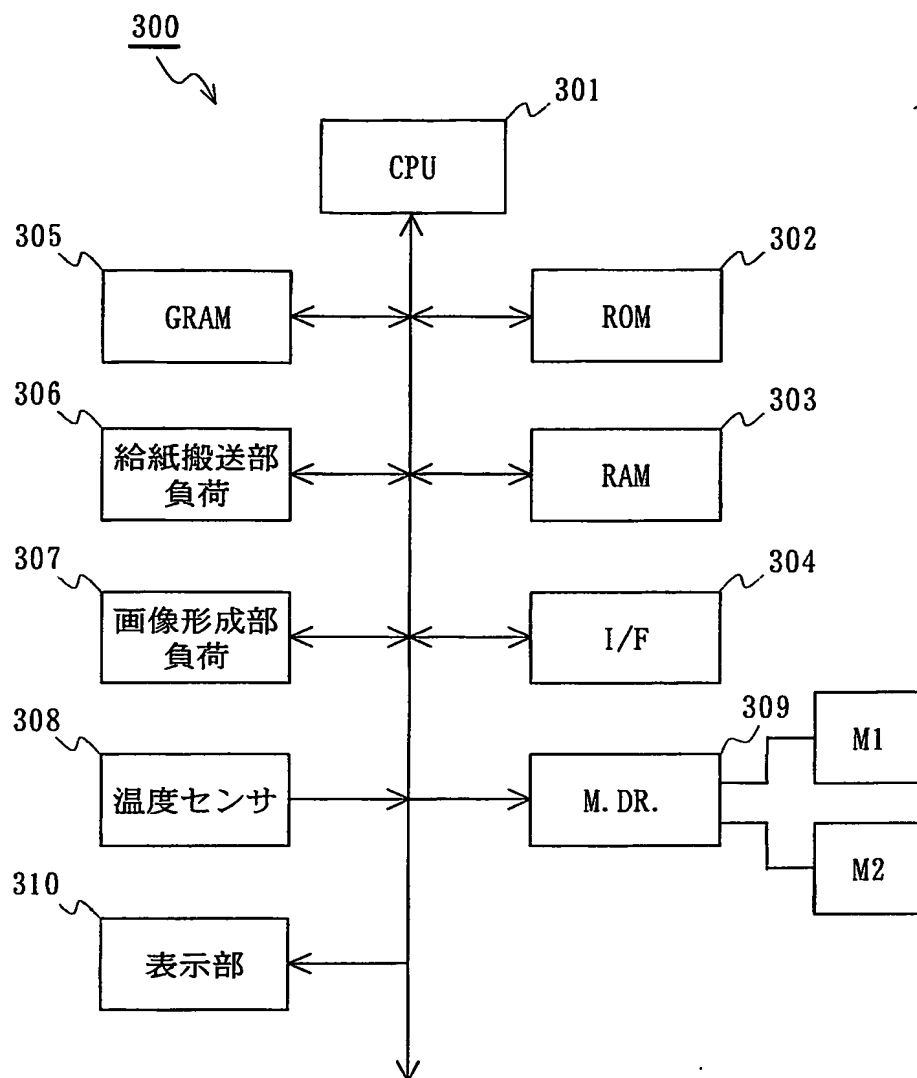 300
301
CPU
305
GRAM
302
ROM
306
給紙搬送部
負荷
303
RAM
307
画像形成部
負荷
304
I/F
308
温度センサ
309
M.DR.
M1
M2
310
表示部